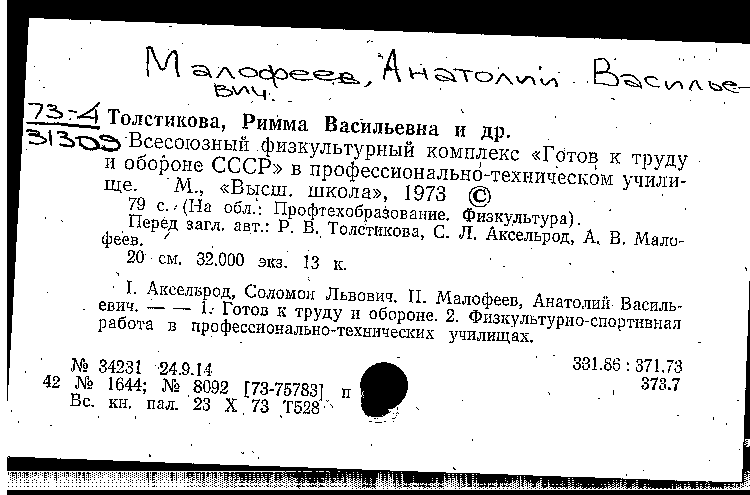 Малофеев, Анатолий Василье-
вич.
73-4
31303
Толстикова, Римма Васильевна и др.
Всесоюзный физкультурный комплекс «Готов к труду
и обороне СССР» в профессионально-техническом учили-
ще. М., «Высш. школа», 1973 ©
79 с. (На обл.: Профтехобразование. Физкультура).
Перед загл. авт.: Р. В. Толстикова, С. Л. Аксельрод, А. В. Мало-
феев.
20 см. 32.000 экз. 13 к.
I. Аксельрод, Соломон Львович. II. Малофеев, Анатолий Василь-
евич. — — 1. Готов к труду и обороне. 2. Физкультурно-спортивная
работа в профессионально-технических училищах.
№ 34231 24.9.14
331.86 : 371.73
42 № 1644; № 8092 [73-75783] п
373.7
Вс. кн. пал. 23 X 73 Т528